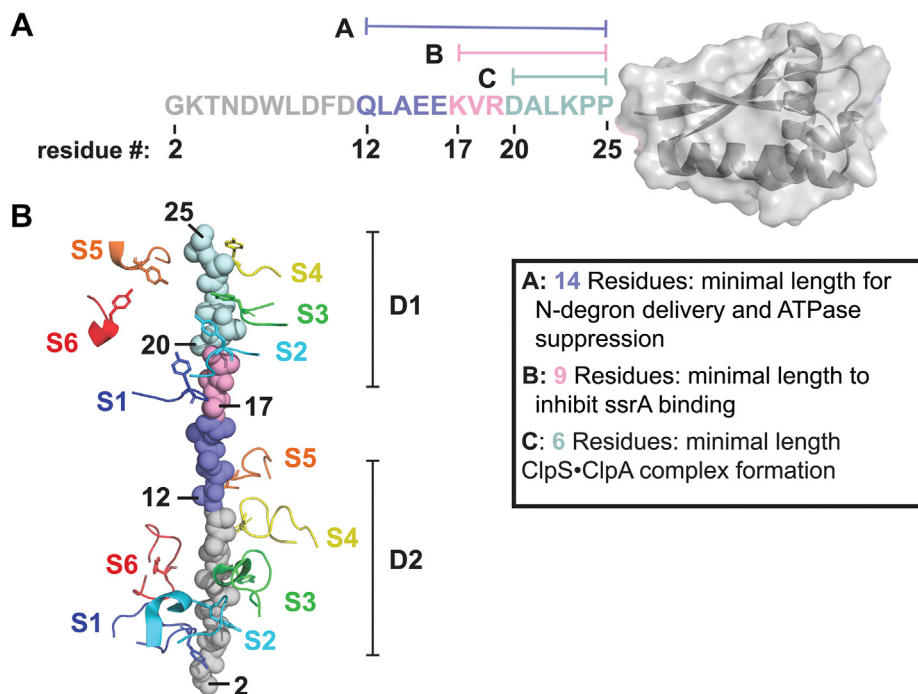 A
A
B
C
GKTNDWLDFDQLAEEKVRDALKPP
residue #: 2 12 17 20 25
B
25
S5
S4
D1
S3
S6
20
S2
S1
17
S5
12
S4
S6
D2
S3
S1
S2
2
A: 14 Residues: minimal length for
N-degron delivery and ATPase
suppression
B: 9 Residues: minimal length to
inhibit ssrA binding
C: 6 Residues: minimal length
ClpS•ClpA complex formation